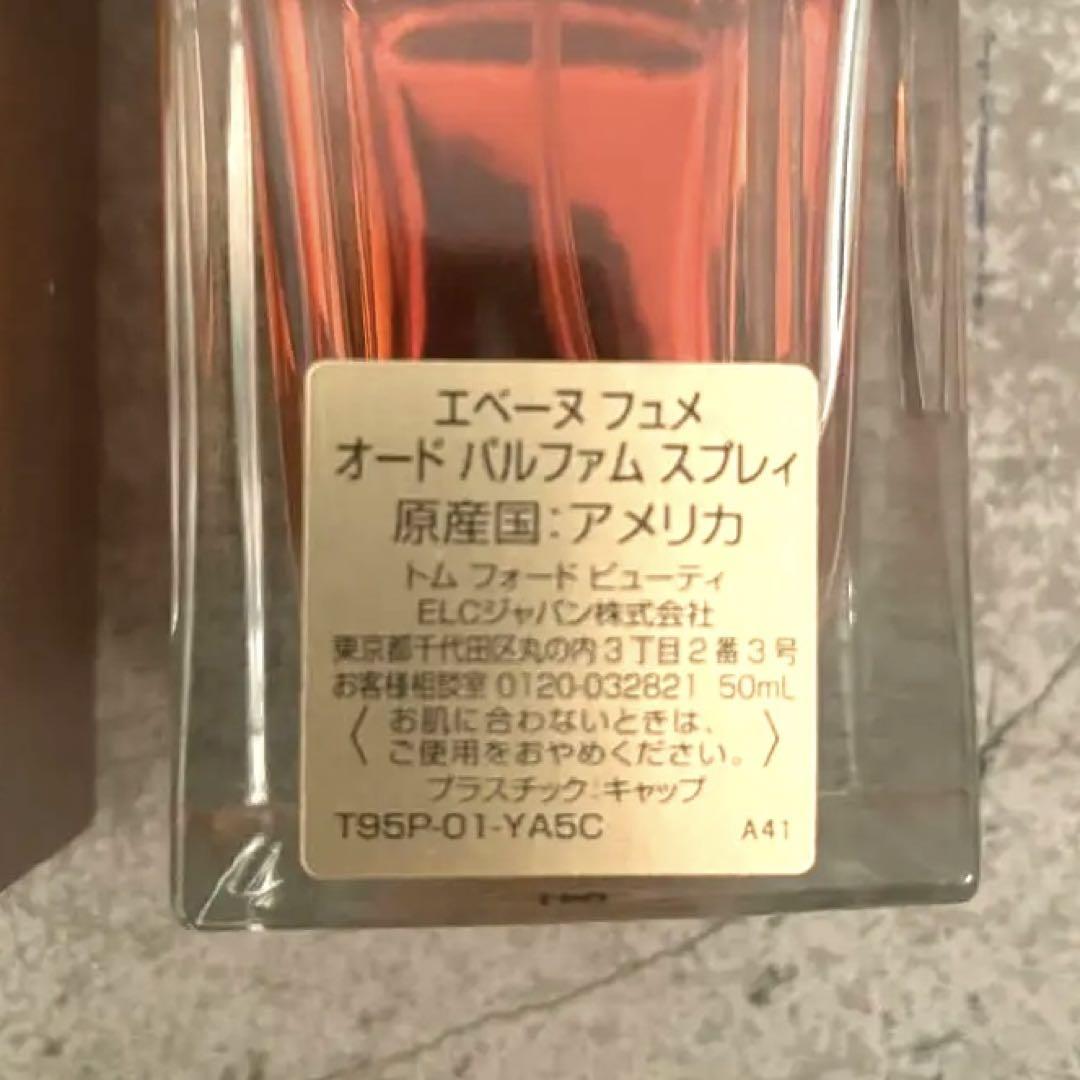 エベーヌ フュメ
オード パルファム スプレィ
原産国:アメリカ
トム フォード ビューティ
ELCジャパン株式会社
東京都千代田区丸の内3丁目2番3号
お客様相談室 0120-032821 50mL
〈お肌に合わないときは、
ご使用をおやめください。〉
プラスチック:キャップ
T95P-01-YA5C A41